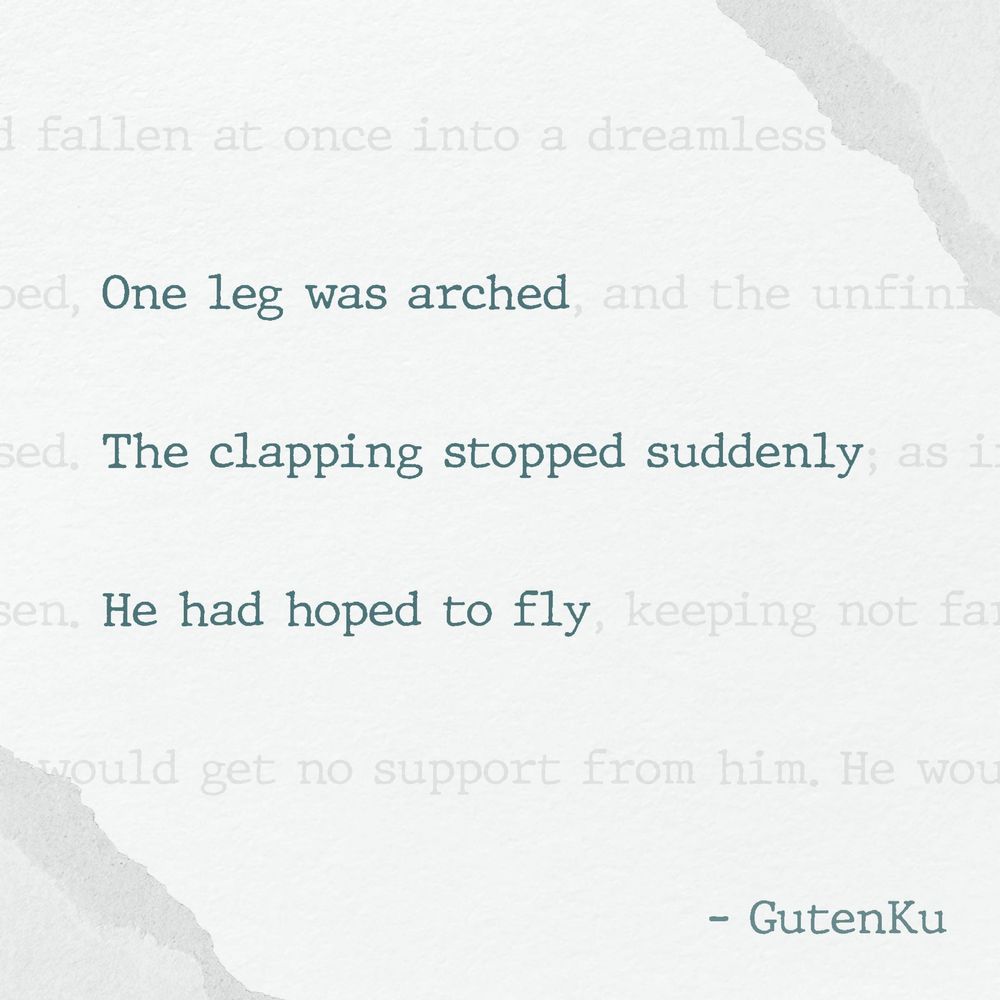 fallen at once into a dreamless
One leg was arched, and the
The clapping stopped suddenly; as
He had hoped to fly, keeping not
would get no support from him. He
- GutenKu